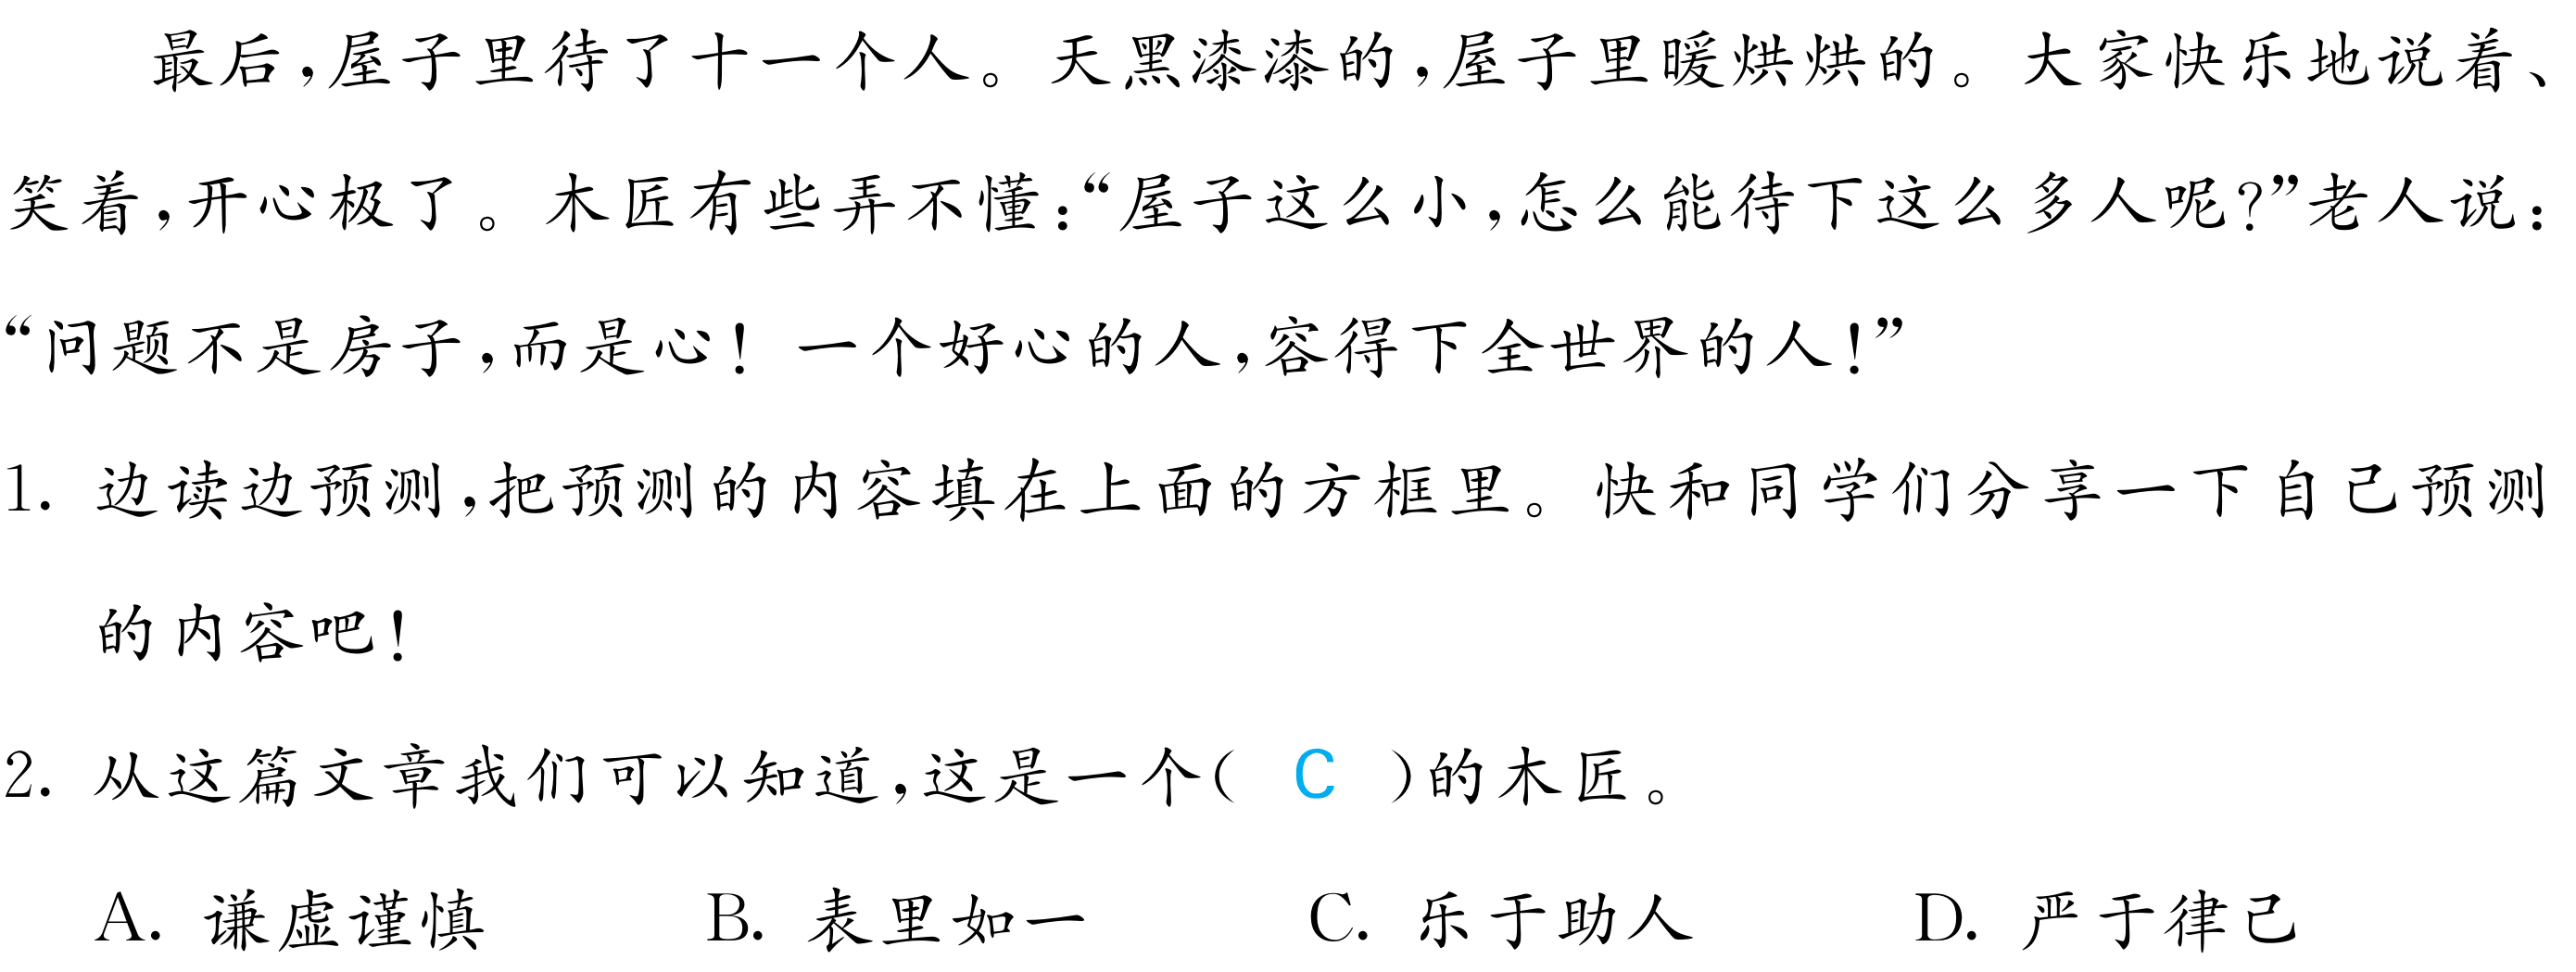 最后,屋子里待了十一个人。天黑漆漆的,屋子里暖烘烘的。大家快乐地说着、
笑着,开心极了。木匠有些弄不懂:“屋子这么小,怎么能待下这么多人呢?”老人说:
“问题不是房子,而是心!一个好心的人,容得下全世界的人!”
1. 边读边预测,把预测的内容填在上面的方框里。快和同学们分享一下自己预测
的内容吧!
2. 从这篇文章我们可以知道,这是一个( C )的木匠。
A. 谦虚谨慎 B. 表里如一 C. 乐于助人 D. 严于律己